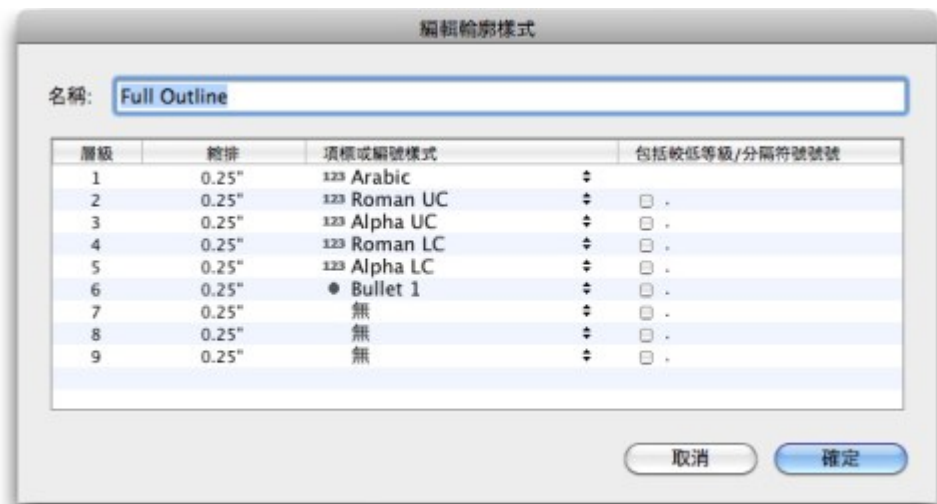 編輯輪廓樣式
名稱: Full Outline
層級 縮排 項標或編號樣式 包括較低等級/分隔符號號號
1 0.25" 123 Arabic
2 0.25" 123 Roman UC .
3 0.25" 123 Alpha UC .
4 0.25" 123 Roman LC .
5 0.25" 123 Alpha LC .
6 0.25" ● Bullet 1 .
7 0.25" 無 .
8 0.25" 無 .
9 0.25" 無 .
取消 確定